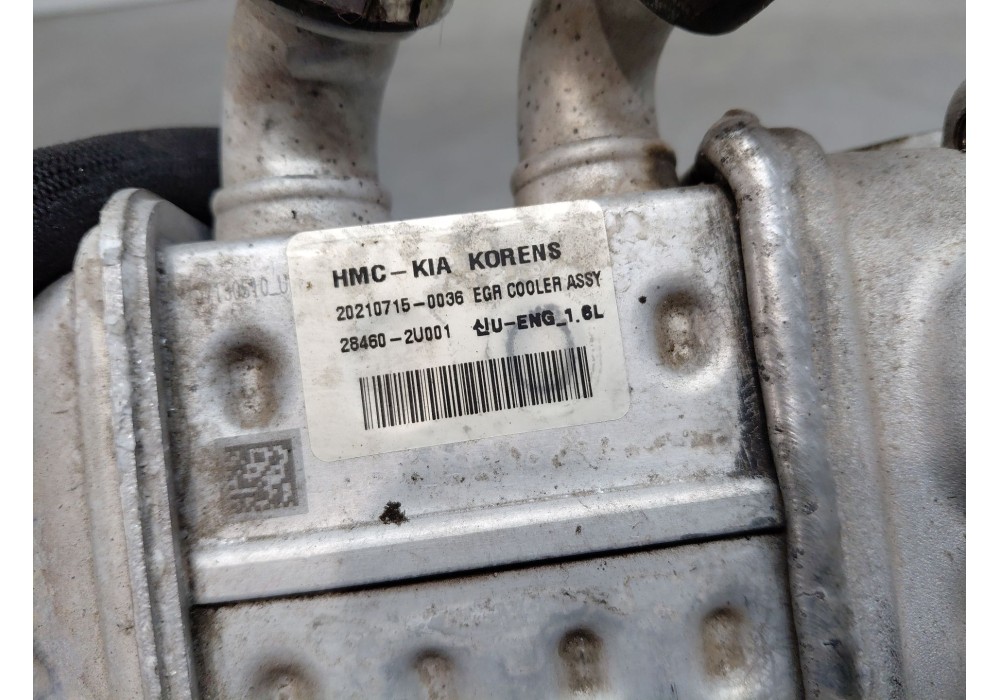 HMC-KIA KORENS
20210715-0036 EGR COOLER ASSY
28460-2U001 신U-ENG_1.6L